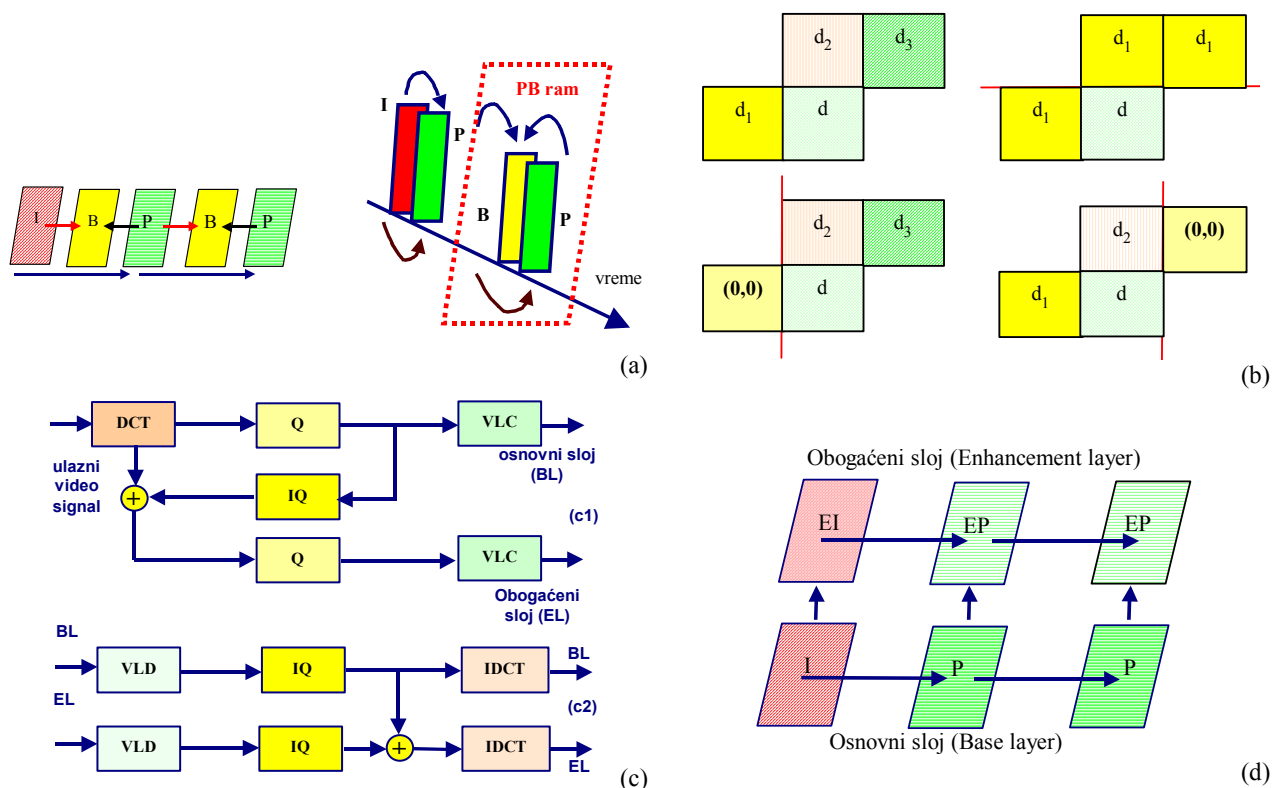 I
B
P
B
P
PB ram
I
P
B
P
vreme
(a)
d2
d3
d1
d
d1
d1
d1
d
d2
d3
(0,0)
d
d2
(0,0)
d1
d
(b)
DCT
Q
VLC
ulazni
video
signal
osnovni sloj
(BL)
+
IQ
(c1)
Q
VLC
Obogaćeni
sloj (EL)
BL
VLD
IQ
IDCT
BL
EL
(c2)
VLD
IQ
+
IDCT
EL
(c)
Obogaćeni sloj (Enhancement layer)
EI
EP
EP
I
P
P
Osnovni sloj (Base layer)
(d)